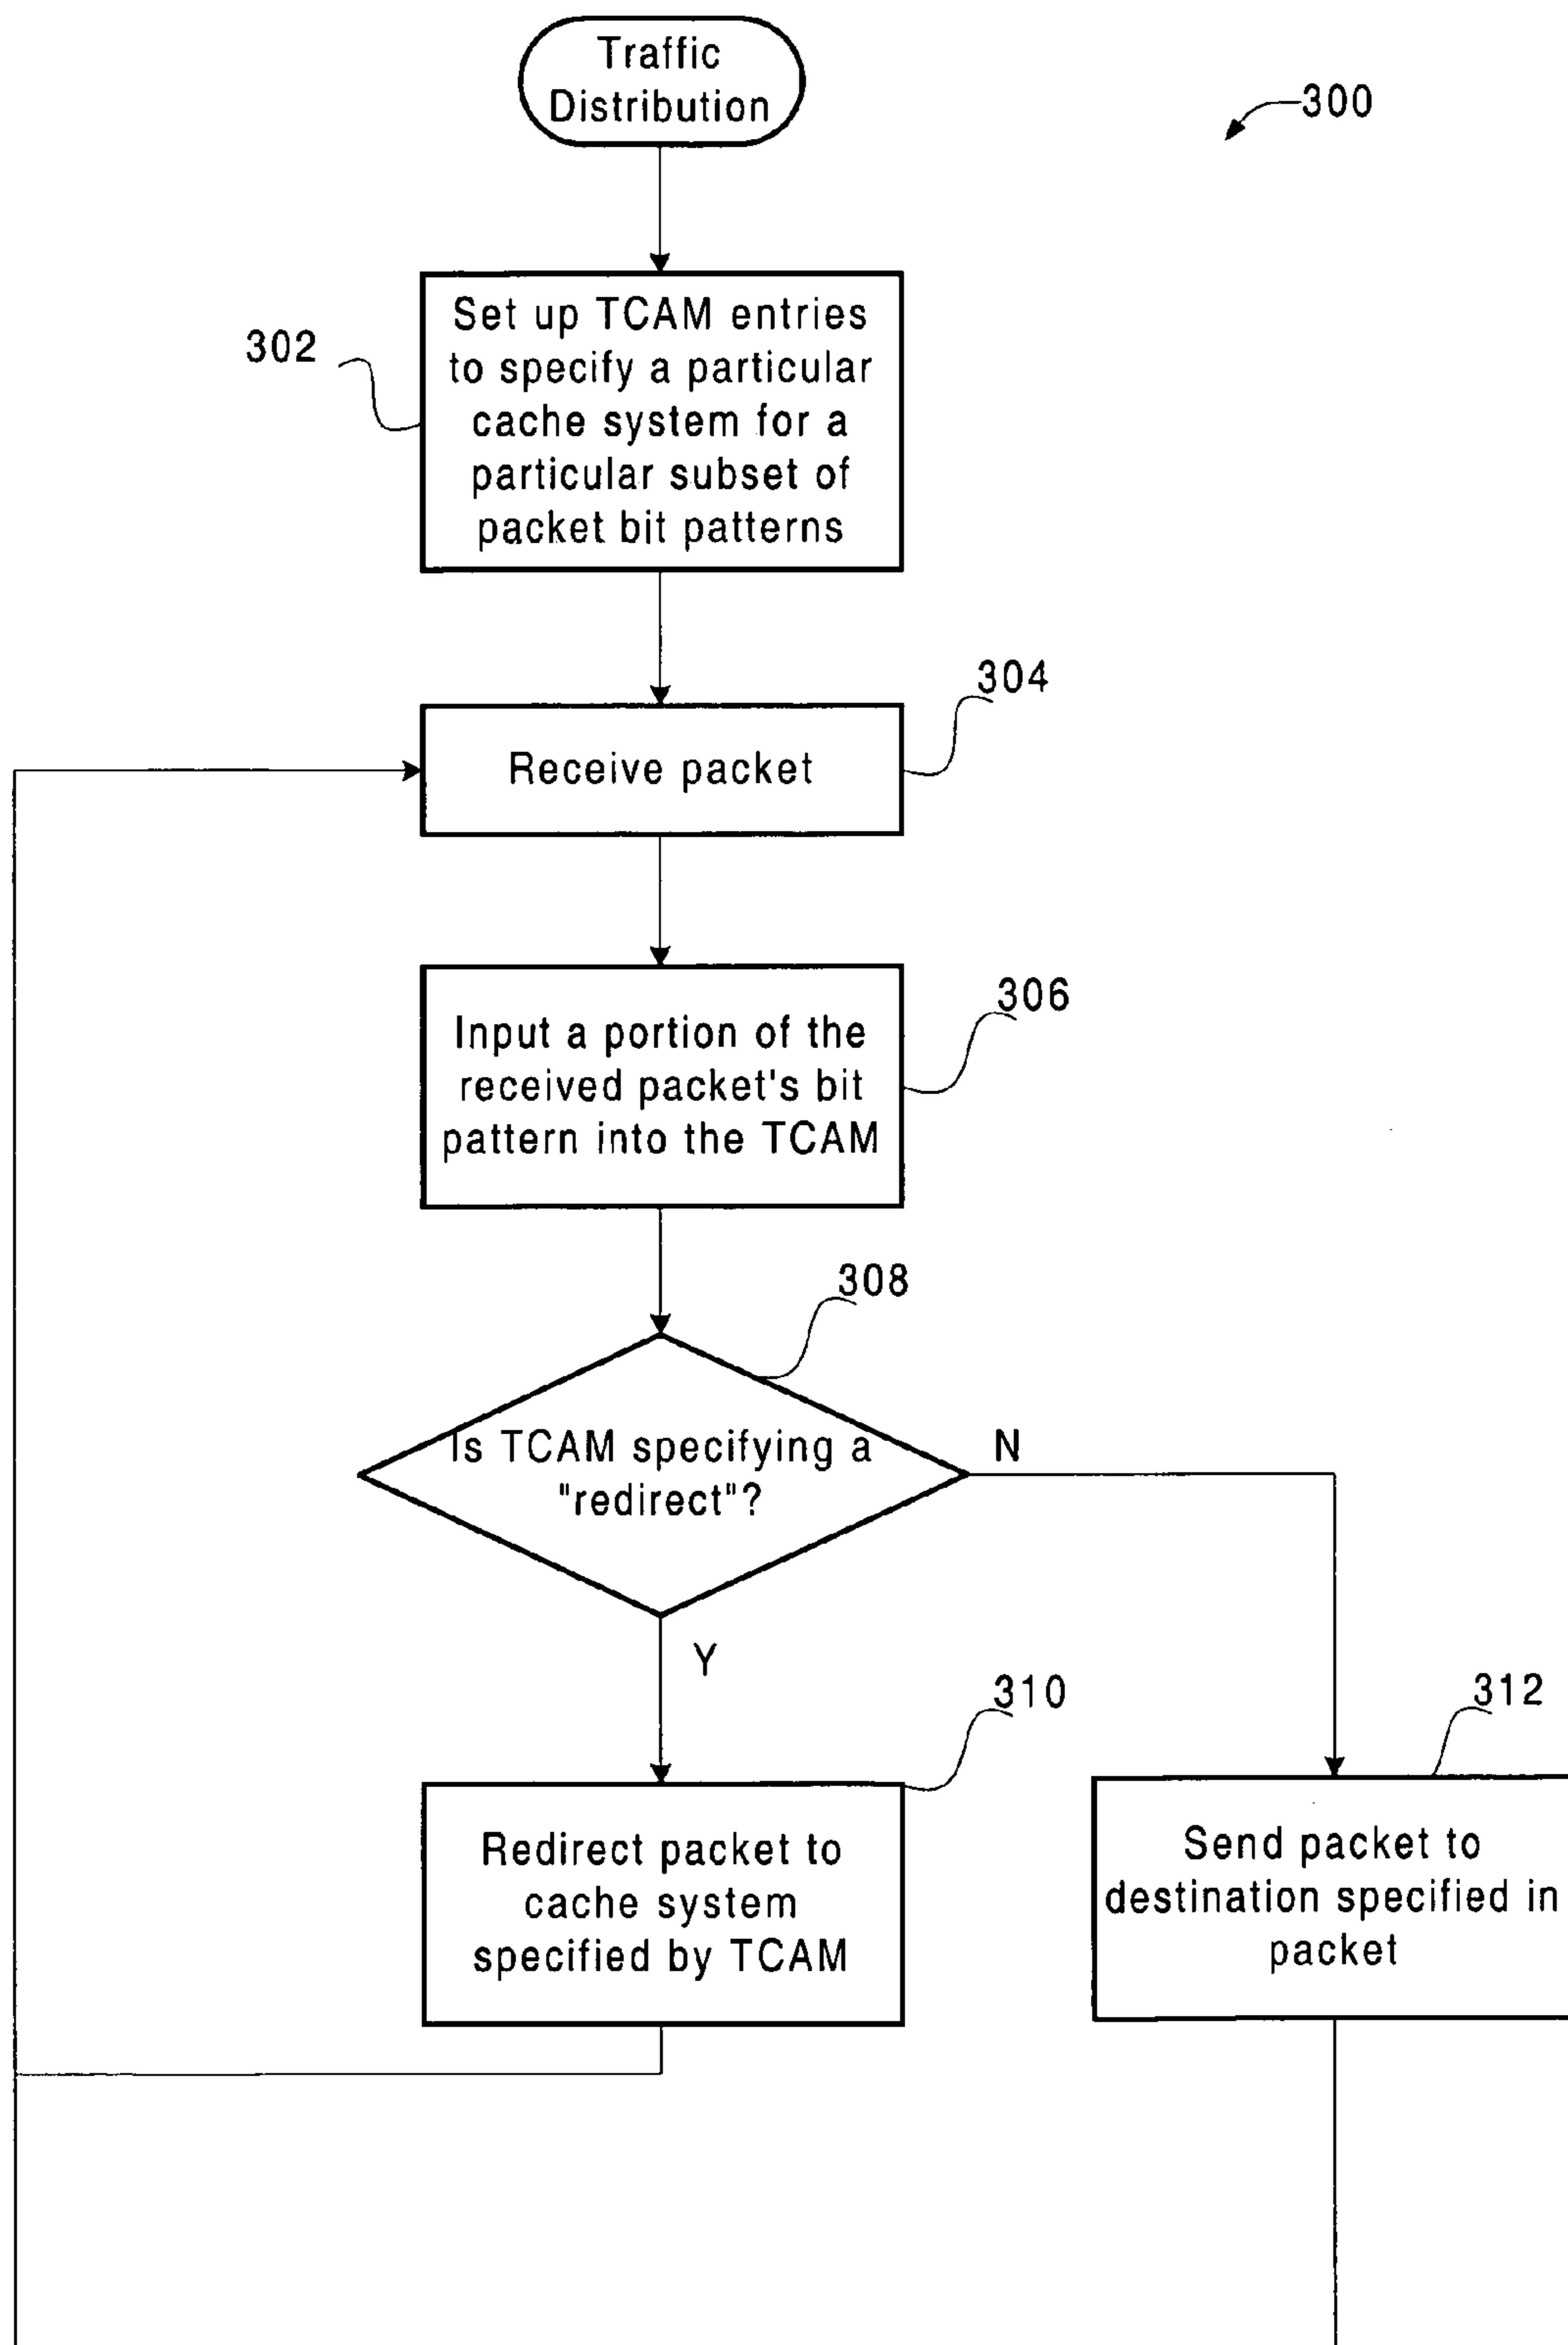 Traffic
Distribution
300
302
Set up TCAM entries
to specify a particular
cache system for a
particular subset of
packet bit patterns
304
Receive packet
306
Input a portion of the
received packet's bit
pattern into the TCAM
308
Is TCAM specifying a
"redirect"?
N
Y
310
312
Redirect packet to
cache system
specified by TCAM
Send packet to
destination specified in
packet